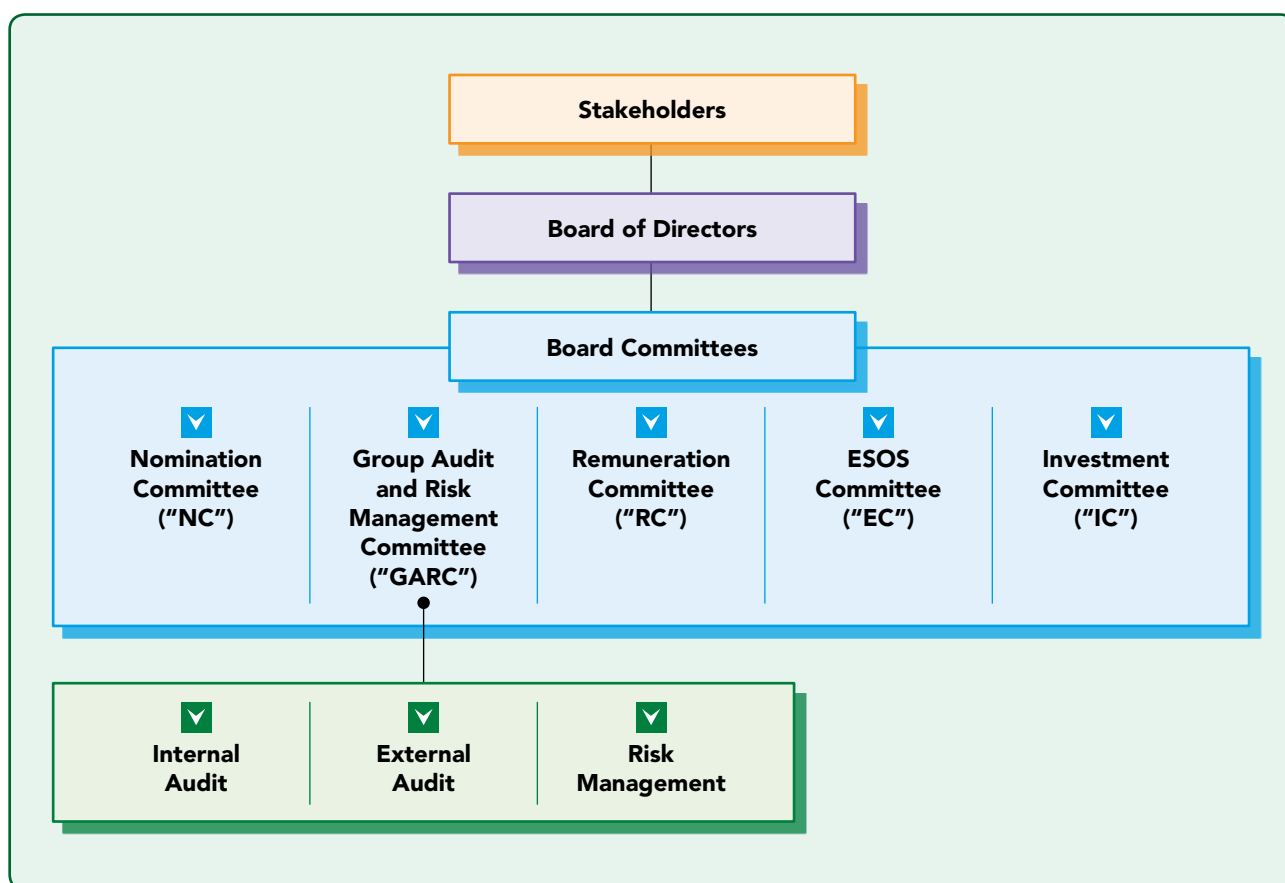 Stakeholders
Board of Directors
Board Committees
Nomination
Committee
(“NC”)
Group Audit
and Risk
Management
Committee
(“GARC”)
Remuneration
Committee
(“RC”)
ESOS
Committee
(“EC”)
Investment
Committee
(“IC”)
Internal
Audit
External
Audit
Risk
Management